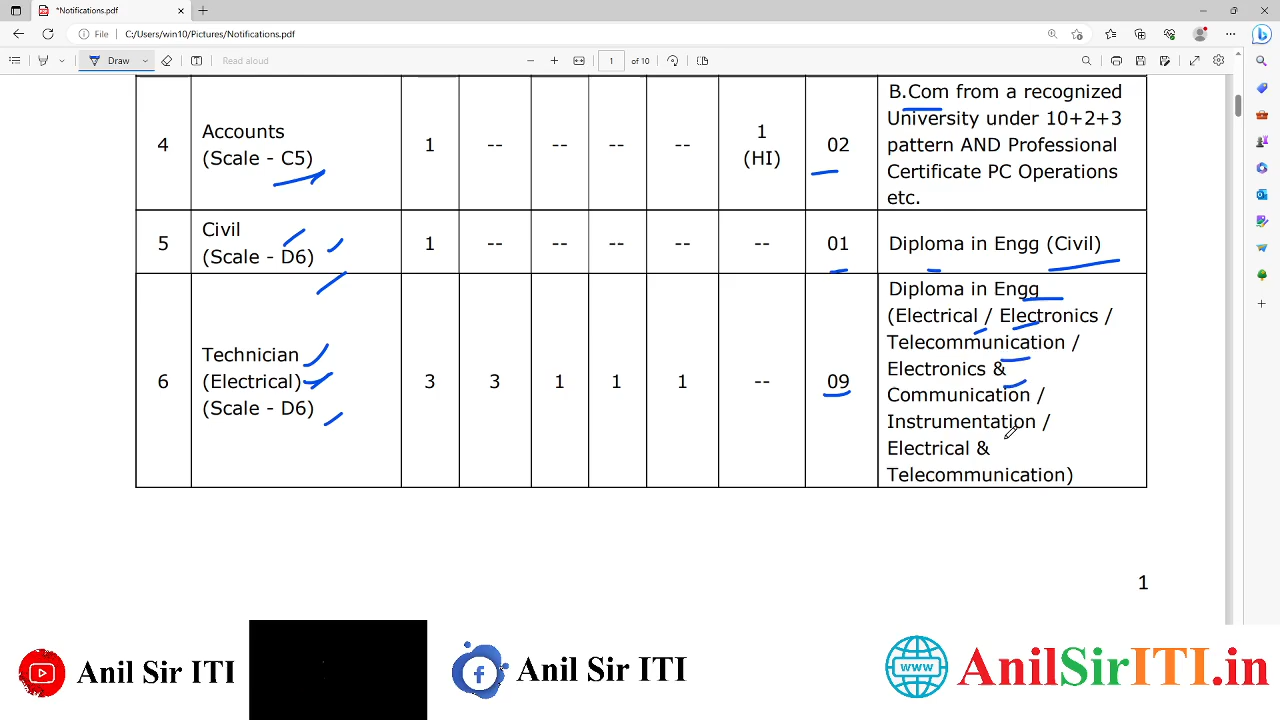 *Notifications.pdf
File
C:/Users/win10/Pictures/Notifications.pdf
Draw
Read aloud
1
of 10
4
Accounts
(Scale - C5)
1
--
--
--
--
1
(HI)
02
B.Com from a recognized
University under 10+2+3
pattern AND Professional
Certificate PC Operations
etc.
5
Civil
(Scale - D6)
1
--
--
--
--
--
01
Diploma in Engg (Civil)
6
Technician
(Electrical)
(Scale - D6)
3
3
1
1
1
--
09
Diploma in Engg
(Electrical / Electronics /
Telecommunication /
Electronics &
Communication /
Instrumentation /
Electrical &
Telecommunication)
1
Anil Sir ITI
Anil Sir ITI
www
AnilSirITI.in